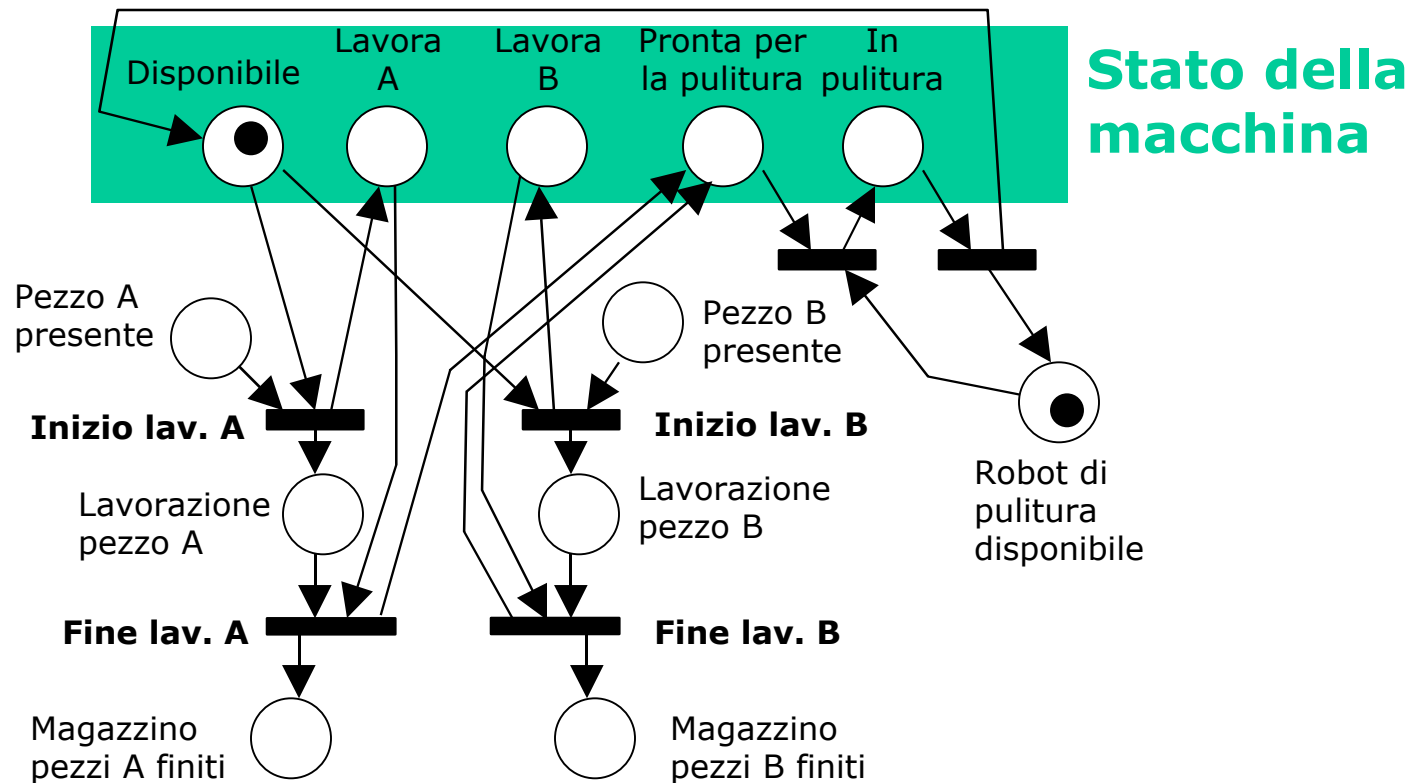 Stato della
macchina
Disponibile
Lavora
A
Lavora
B
Pronta per
la pulitura
In
pulitura
Pezzo A
presente
Pezzo B
presente
Inizio lav. A
Inizio lav. B
Lavorazione
pezzo A
Lavorazione
pezzo B
Robot di
pulitura
disponibile
Fine lav. A
Fine lav. B
Magazzino
pezzi A finiti
Magazzino
pezzi B finiti